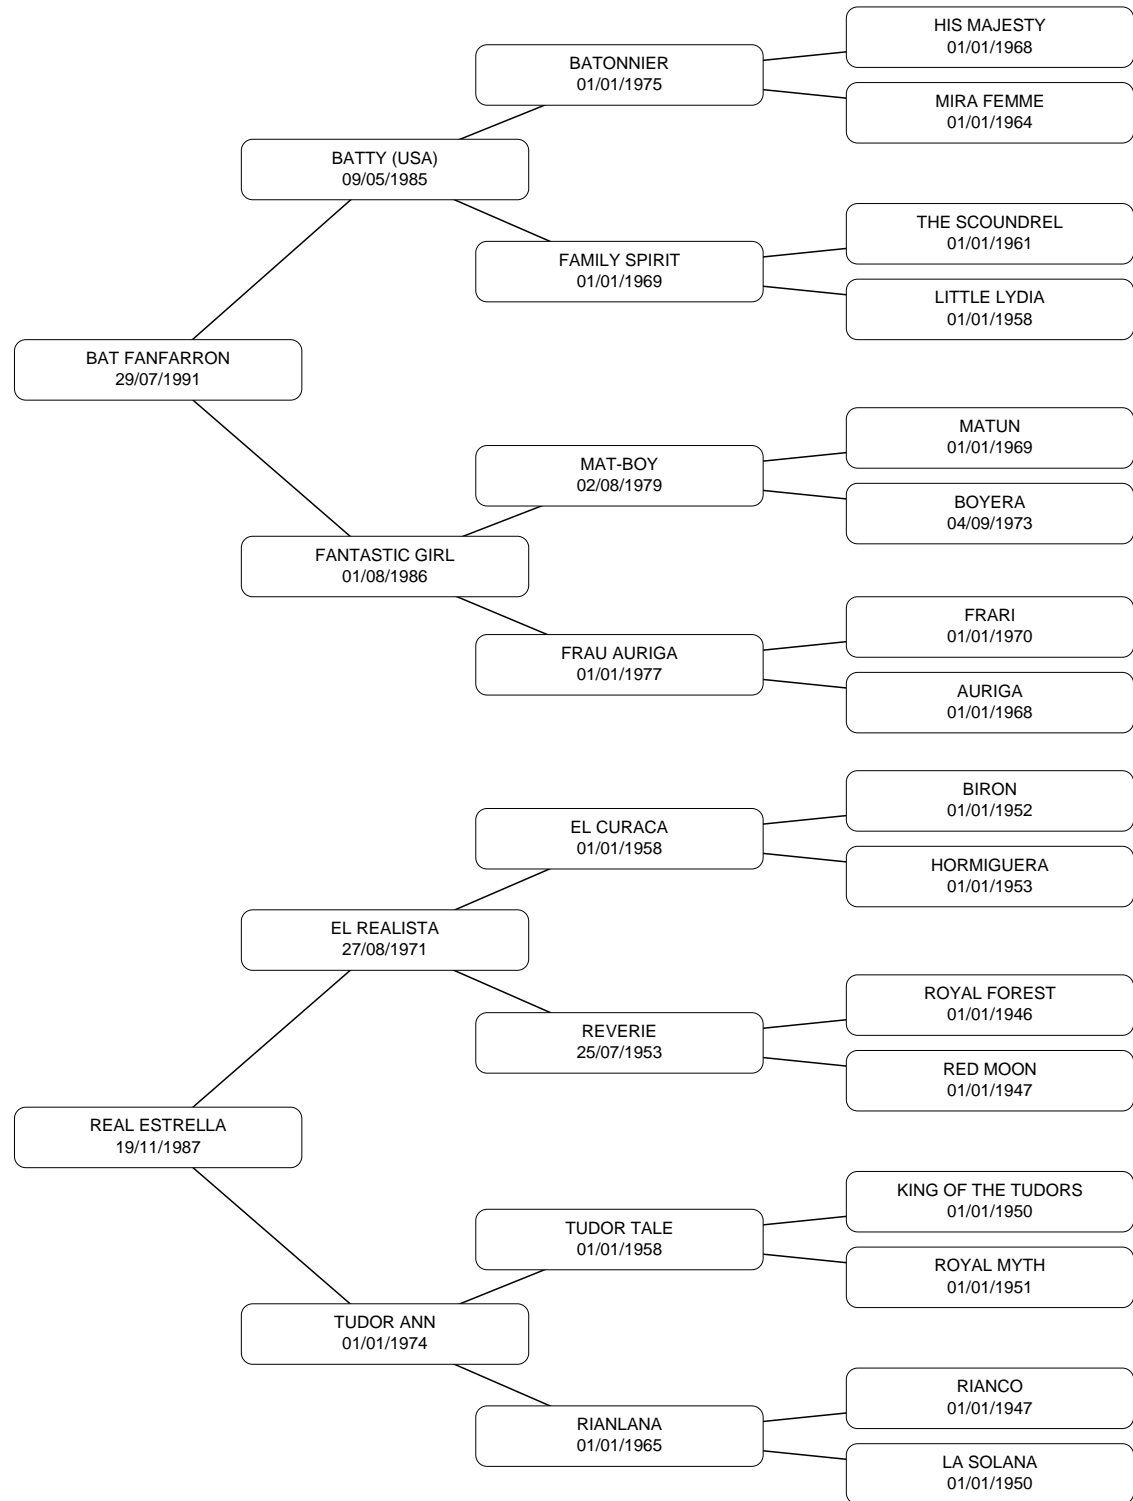 HIS MAJESTY
01/01/1968
BATONNIER
01/01/1975
MIRA FEMME
01/01/1964
BATTY (USA)
09/05/1985
THE SCOUNDREL
01/01/1961
FAMILY SPIRIT
01/01/1969
LITTLE LYDIA
01/01/1958
BAT FANFARRON
29/07/1991
MATUN
01/01/1969
MAT-BOY
02/08/1979
BOYERA
04/09/1973
FANTASTIC GIRL
01/08/1986
FRARI
01/01/1970
FRAU AURIGA
01/01/1977
AURIGA
01/01/1968
BIRON
01/01/1952
EL CURACA
01/01/1958
HORMIGUERA
01/01/1953
EL REALISTA
27/08/1971
ROYAL FOREST
01/01/1946
REVERIE
25/07/1953
RED MOON
01/01/1947
REAL ESTRELLA
19/11/1987
KING OF THE TUDORS
01/01/1950
TUDOR TALE
01/01/1958
ROYAL MYTH
01/01/1951
TUDOR ANN
01/01/1974
RIANCO
01/01/1947
RIANLANA
01/01/1965
LA SOLANA
01/01/1950